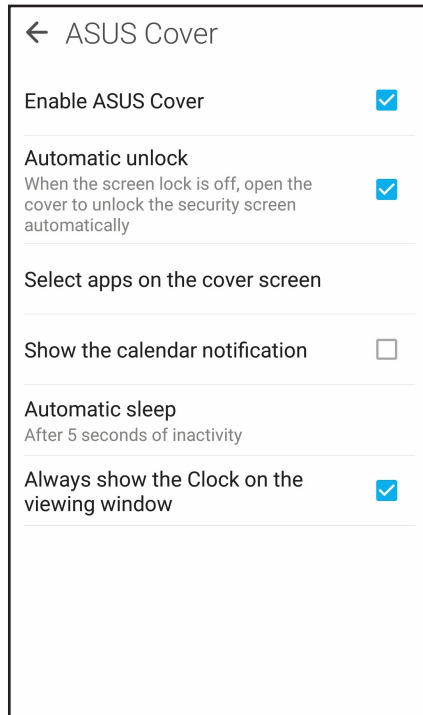 ASUS Cover
Enable ASUS Cover
Automatic unlock
When the screen lock is off, open the
cover to unlock the security screen
automatically
Select apps on the cover screen
Show the calendar notification
Automatic sleep
After 5 seconds of inactivity
Always show the Clock on the
viewing window